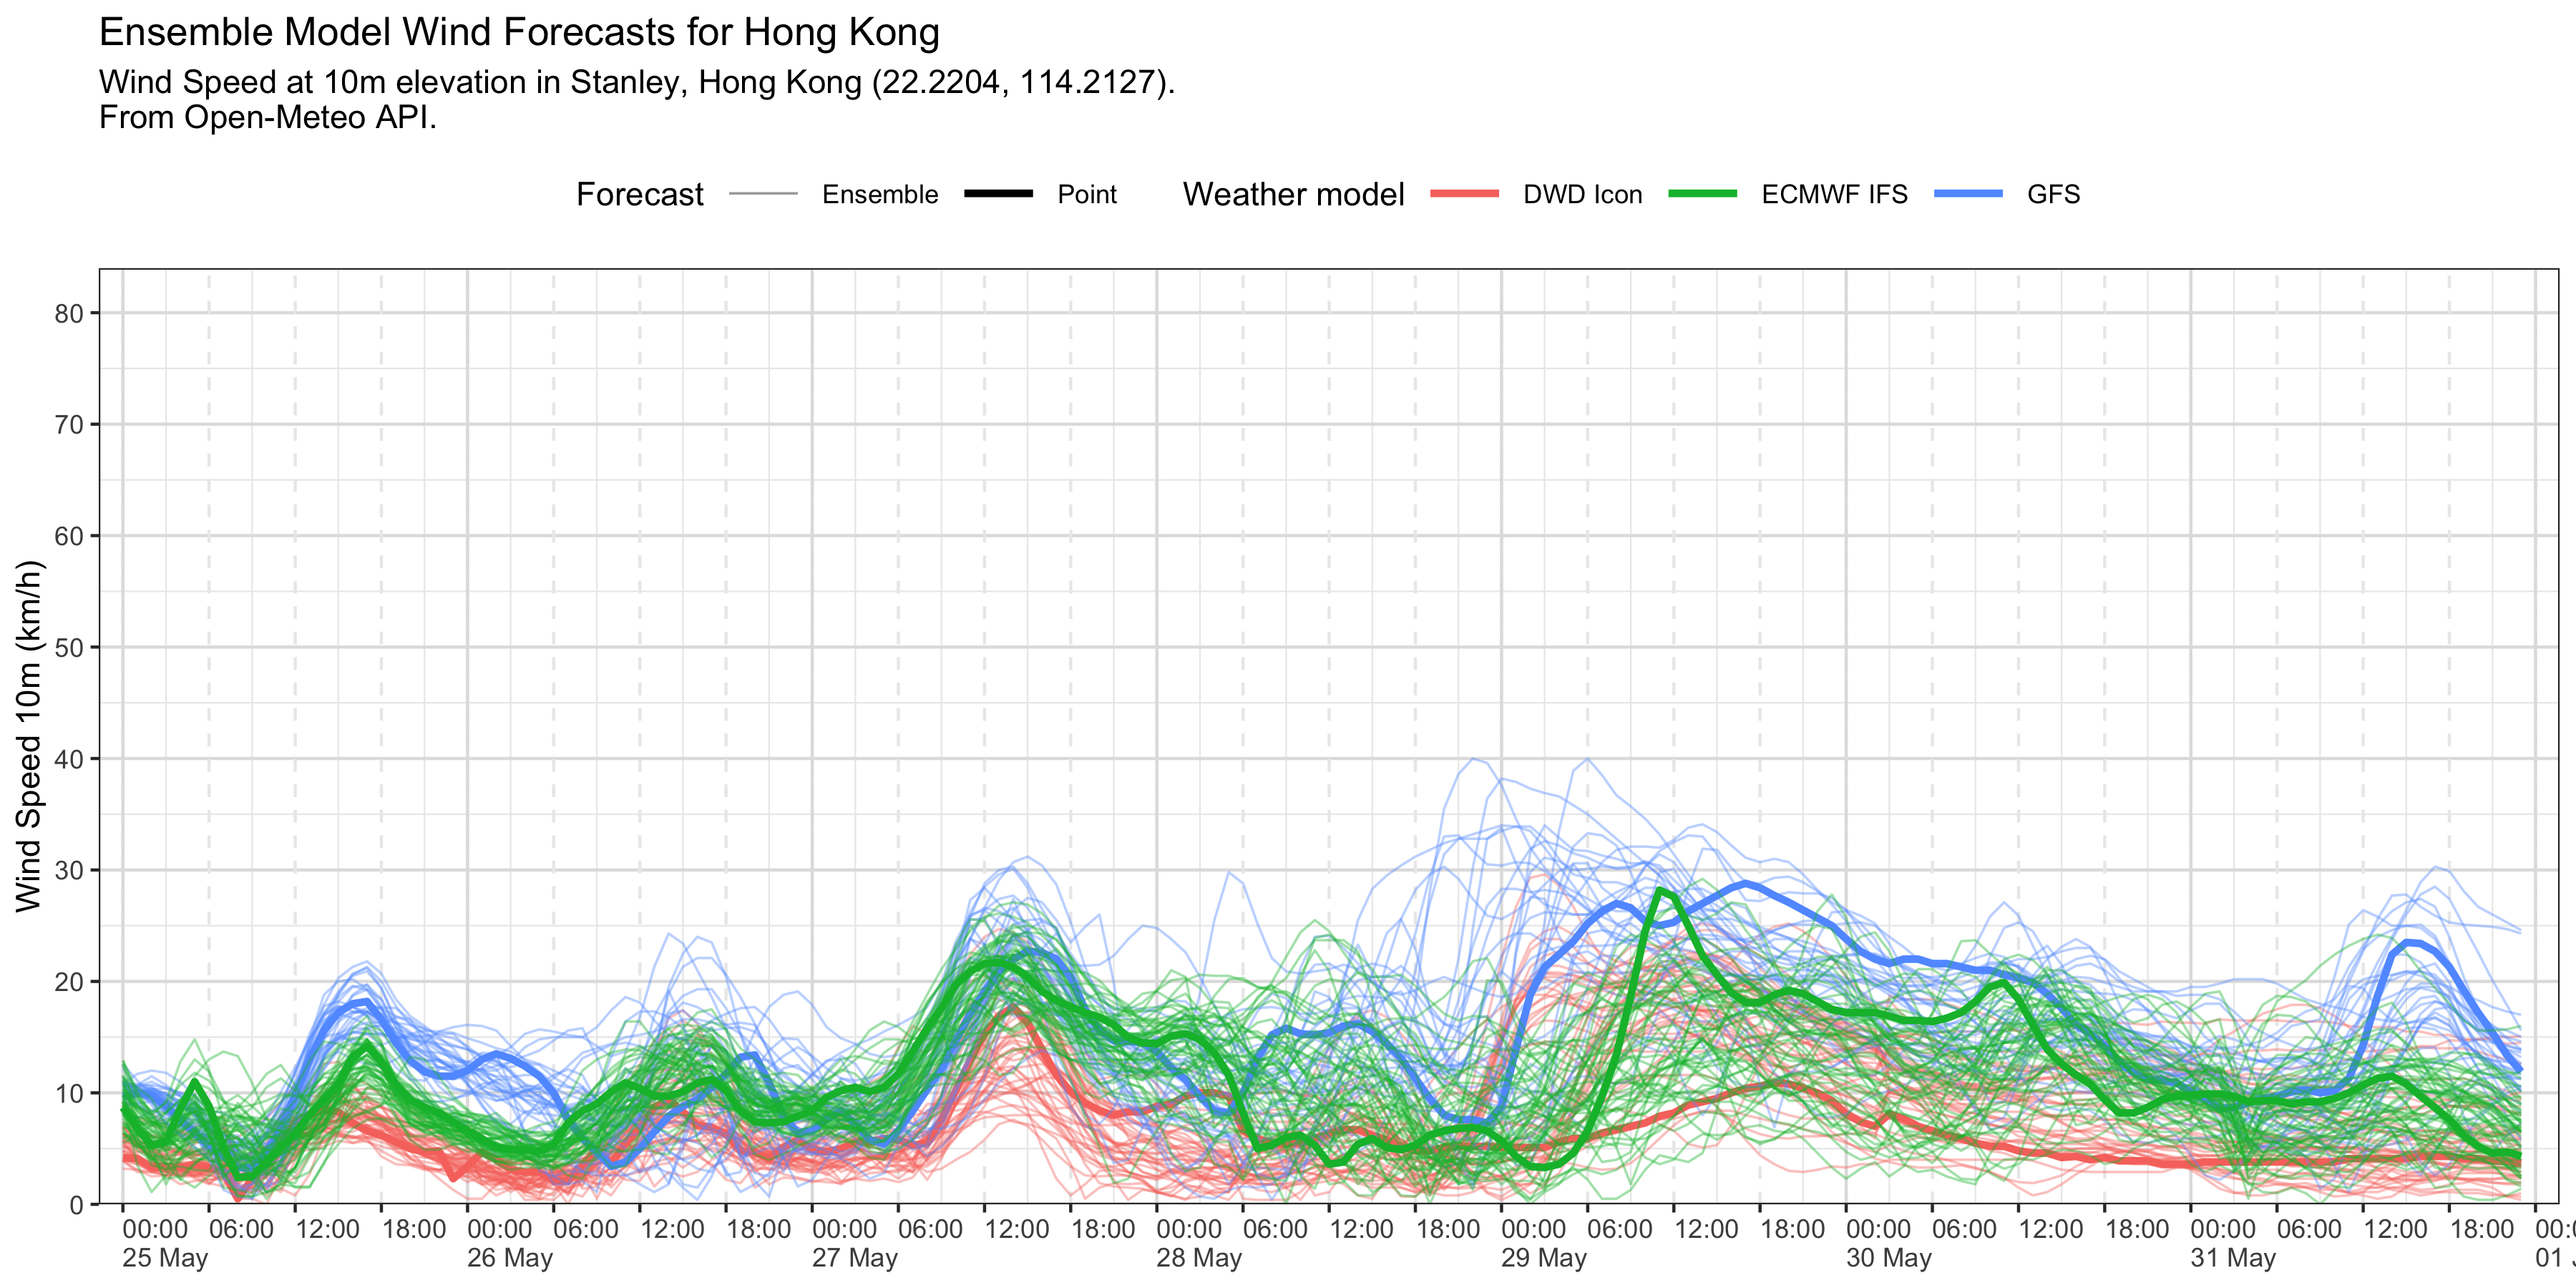 Ensemble Model Wind Forecasts for Hong Kong
Wind Speed at 10m elevation in Stanley, Hong Kong (22.2204, 114.2127).
From Open-Meteo API.
Forecast Ensemble Point Weather model DWD Icon ECMWF IFS GFS
Wind Speed 10m (km/h)
80
70
60
50
40
30
20
10
0
00:00 06:00 12:00 18:00 00:00 06:00 12:00 18:00 00:00 06:00 12:00 18:00 00:00 06:00 12:00 18:00 00:00 06:00 12:00 18:00 00:00 06:00 12:00 18:00 00:00 06:00 12:00 18:00
25 May 26 May 27 May 28 May 29 May 30 May 31 May 01